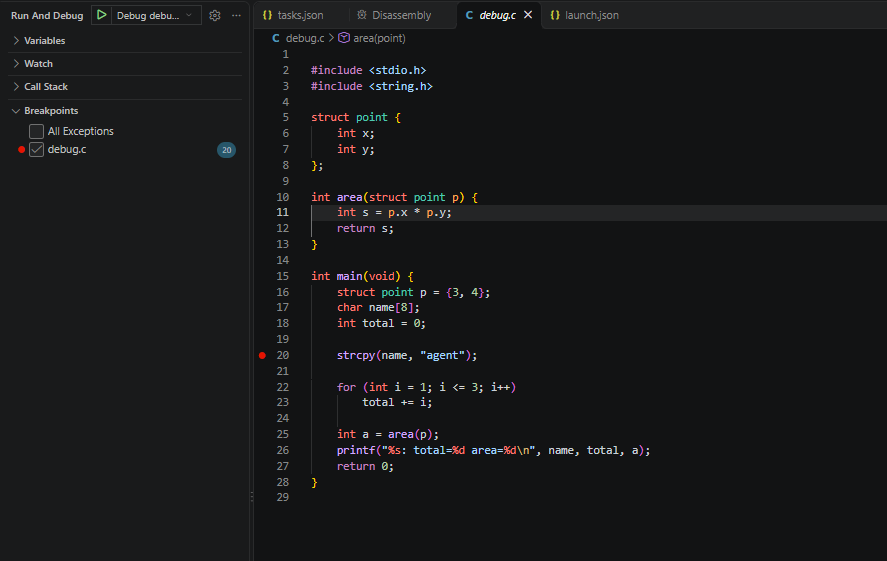 Run And Debug Debug debu... ...
Variables
Watch
Call Stack
Breakpoints
All Exceptions
debug.c 20
{} tasks.json Disassembly C debug.c {} launch.json
C debug.c > area(point)
1
2 #include <stdio.h>
3 #include <string.h>
4
5 struct point {
6     int x;
7     int y;
8 };
9
10 int area(struct point p) {
11     int s = p.x * p.y;
12     return s;
13 }
14
15 int main(void) {
16     struct point p = {3, 4};
17     char name[8];
18     int total = 0;
19
20     strcpy(name, "agent");
21
22     for (int i = 1; i <= 3; i++)
23         total += i;
24
25     int a = area(p);
26     printf("%s: total=%d area=%d\n", name, total, a);
27     return 0;
28 }
29